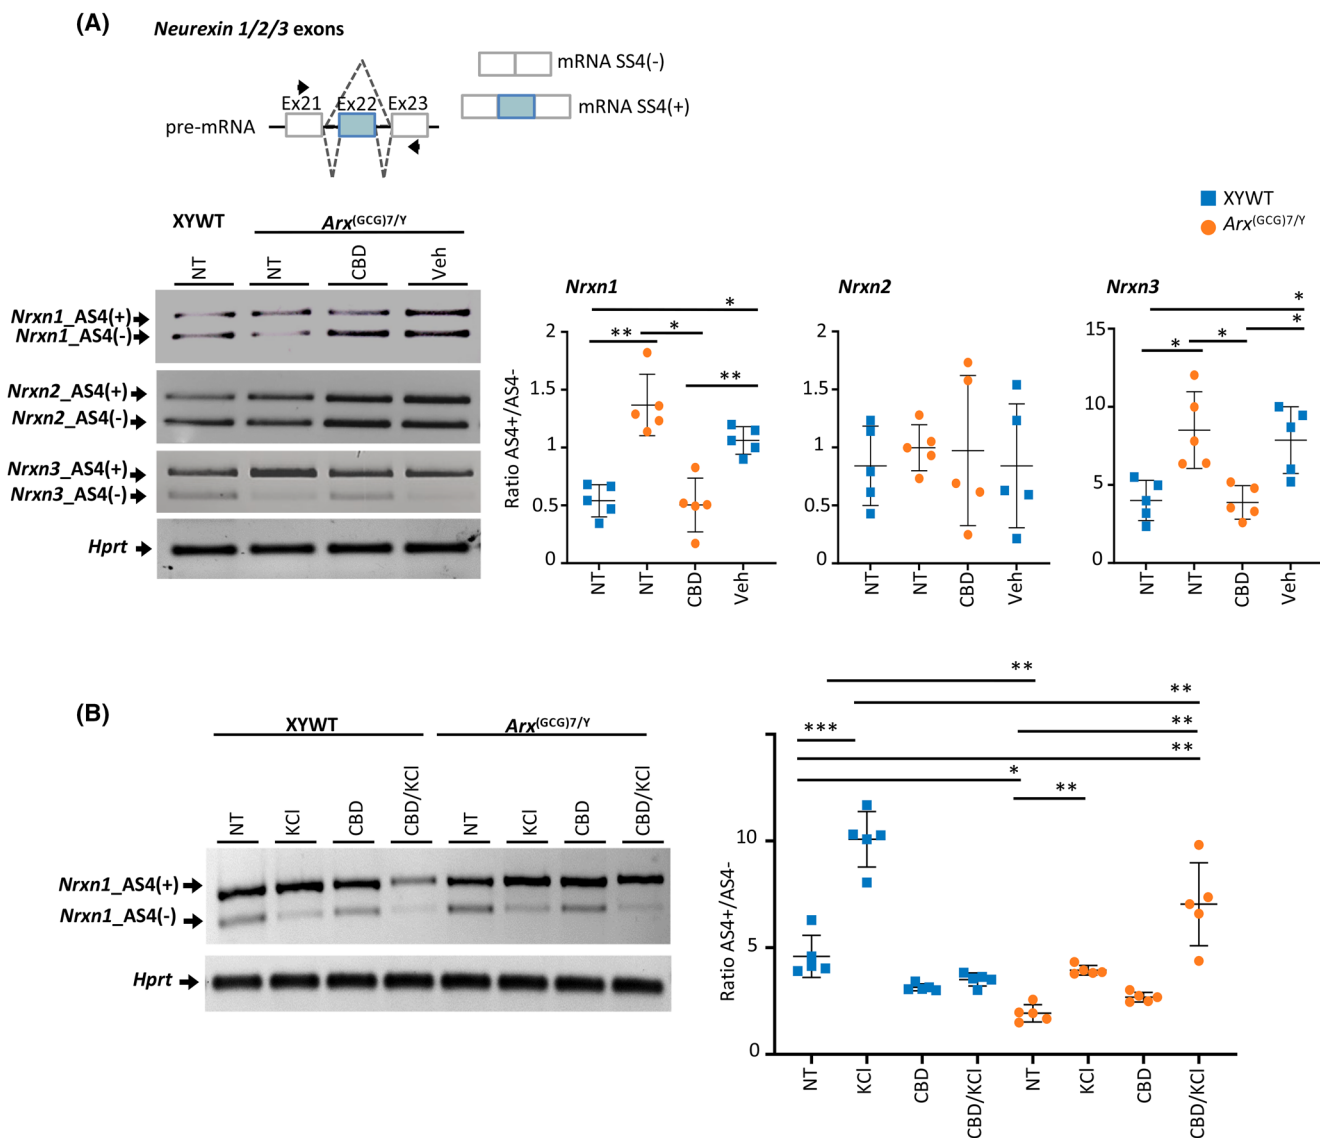 (A)
Neurexin 1/2/3 exons
mRNA SS4(-)
mRNA SS4(+)
Ex21 Ex22 Ex23
pre-mRNA
XYWT
Arx(GCG)7/Y
XYWT
Arx(GCG)7/Y
NT NT CBD Veh
Nrxn1_AS4(+)
Nrxn1_AS4(-)
Nrxn2_AS4(+)
Nrxn2_AS4(-)
Nrxn3_AS4(+)
Nrxn3_AS4(-)
Hprt
Nrxn1
*
** *
**
Ratio AS4+/AS4-
2
1.5
1
0.5
0
NT NT CBD Veh
Nrxn2
2
1.5
1
0.5
0
NT NT CBD Veh
Nrxn3
*
*
* *
15
10
5
0
NT NT CBD Veh
(B)
XYWT Arx(GCG)7/Y
NT KCl CBD CBD/KCl NT KCl CBD CBD/KCl
Nrxn1_AS4(+)
Nrxn1_AS4(-)
Hprt
**
**
*** **
**
*
**
Ratio AS4+/AS4-
10
5
0
NT KCl CBD CBD/KCl NT KCl CBD CBD/KCl